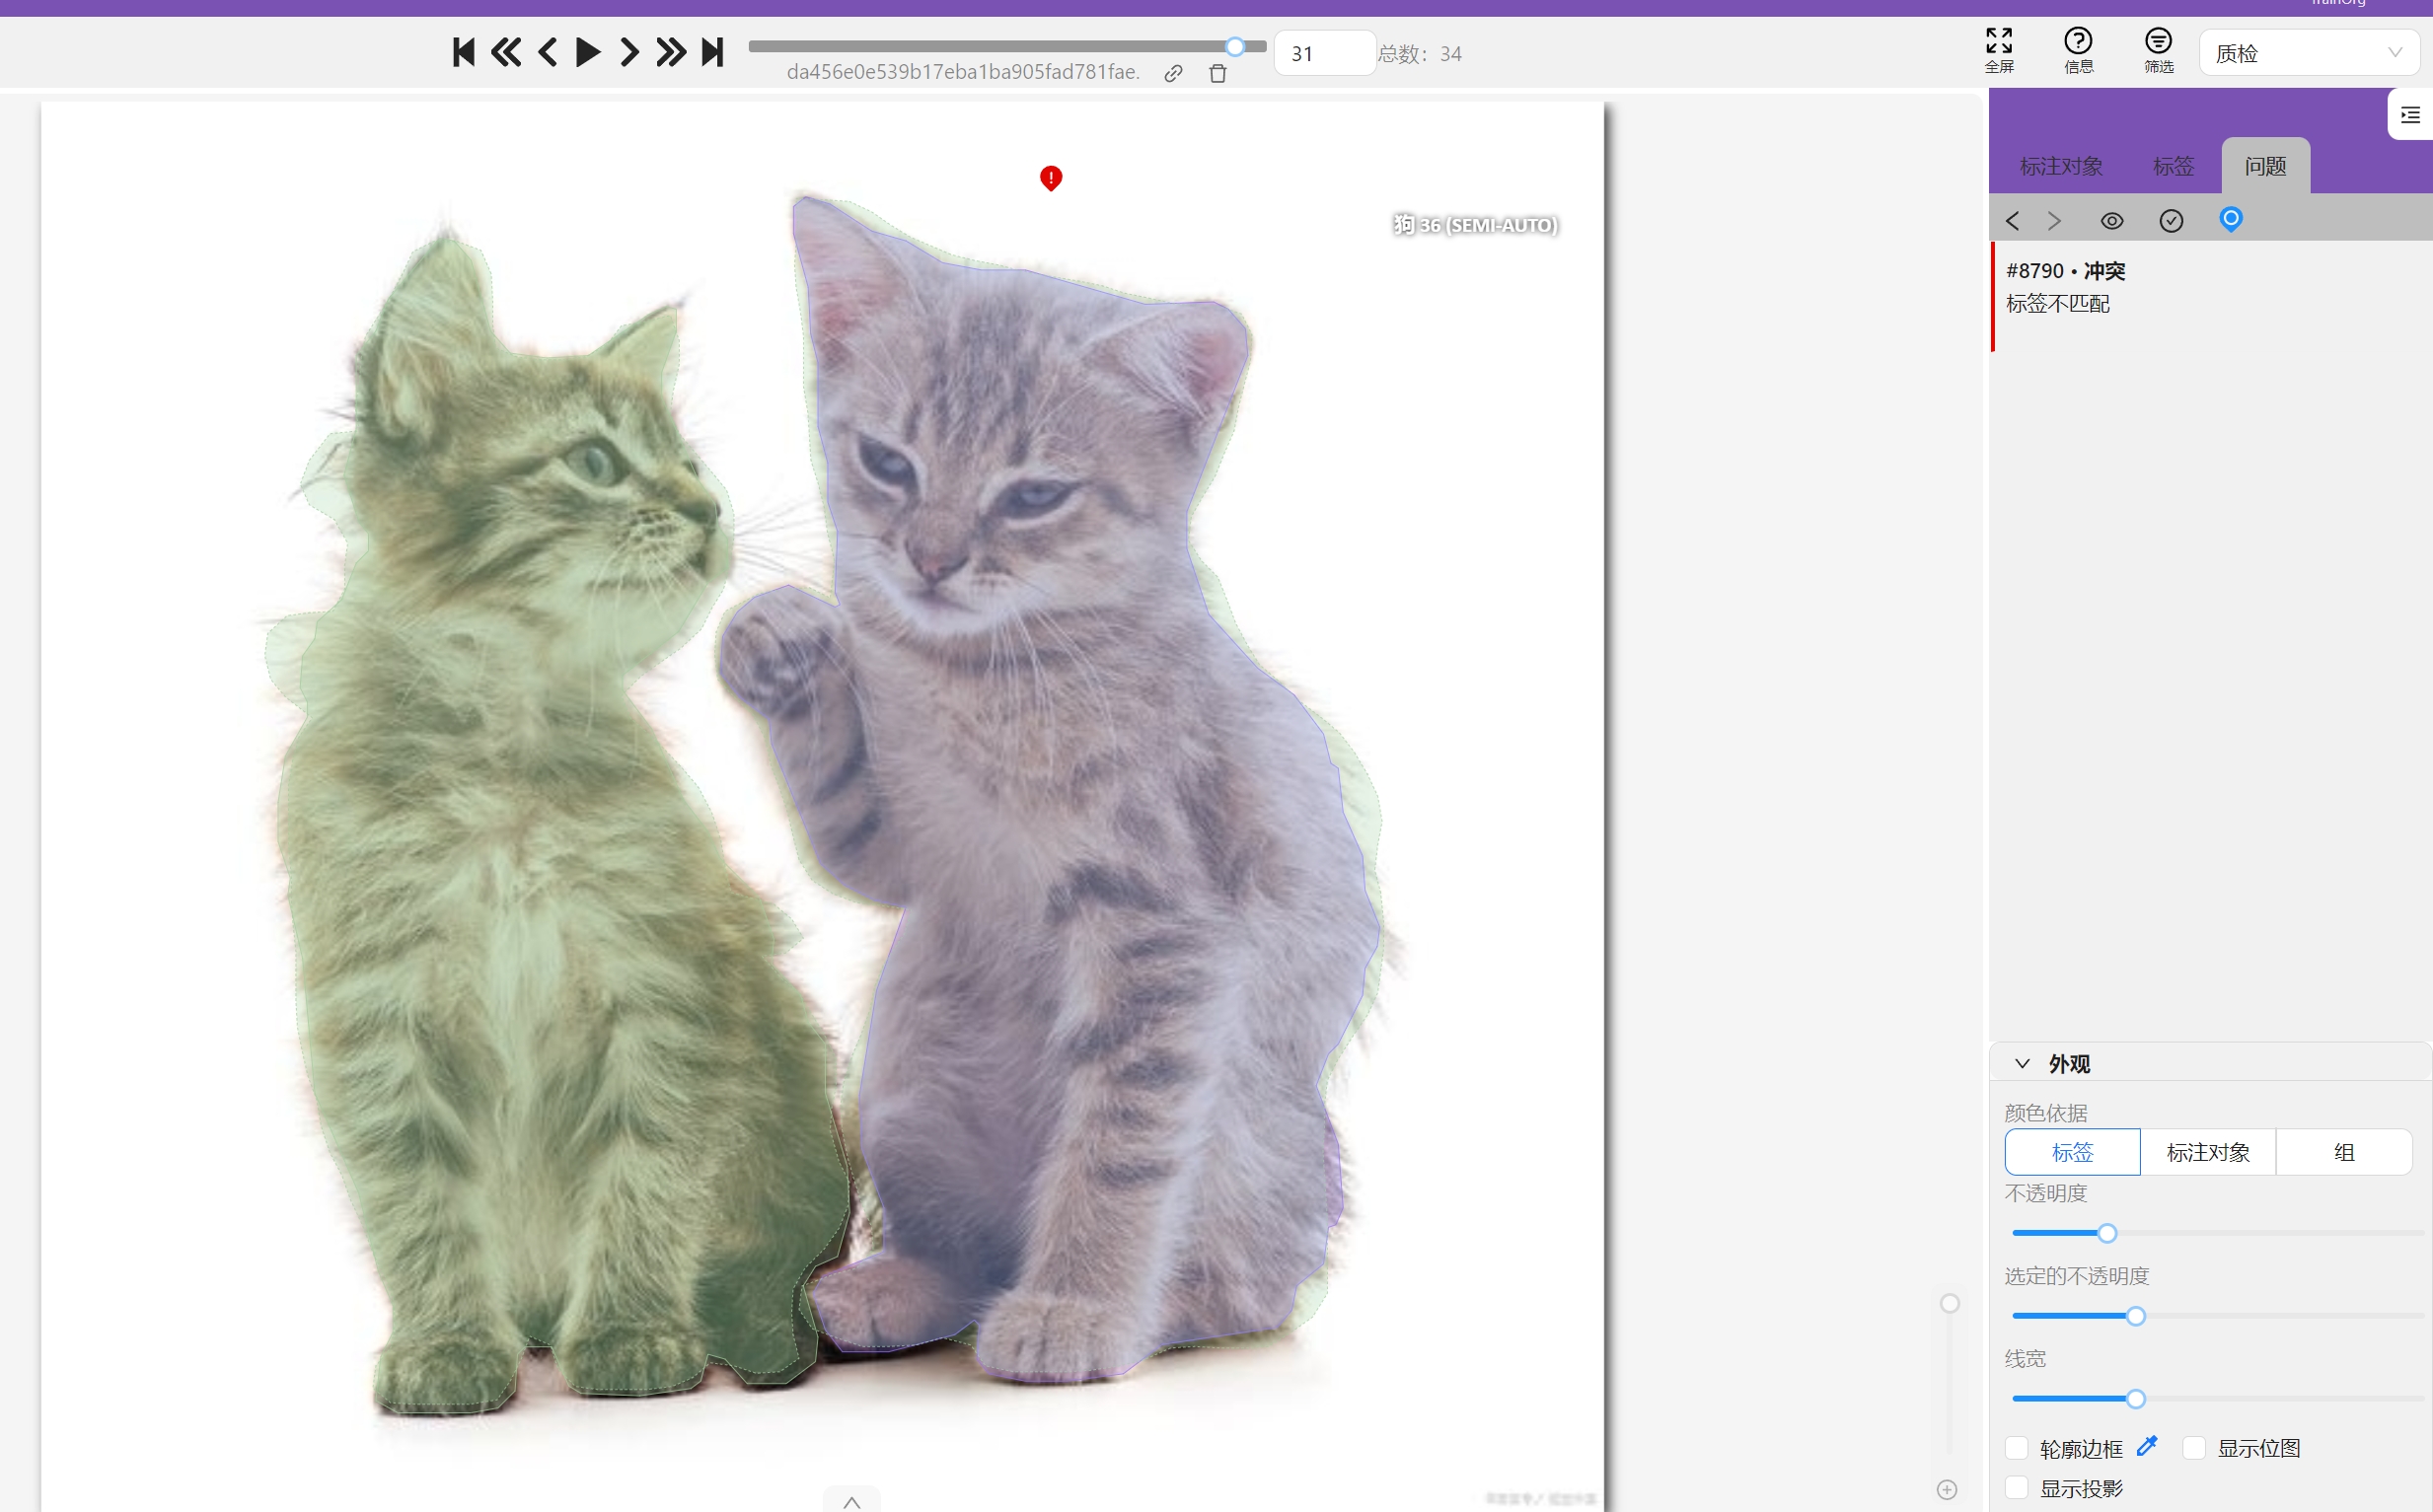 da456e0e539b17eba1ba905fad781fae.
31
总数：34
全屏
信息
筛选
质检
标注对象
标签
问题
狗 36 (SEMI-AUTO)
#8790 • 冲突
标签不匹配
外观
颜色依据
标签
标注对象
组
不透明度
选定的不透明度
线宽
轮廓边框
显示位图
显示投影